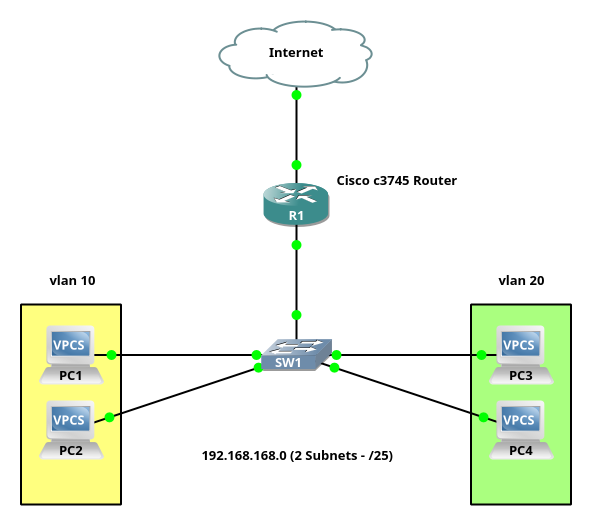 Internet
Cisco c3745 Router
R1
vlan 10
vlan 20
VPCS
PC1
SW1
VPCS
PC3
VPCS
PC2
VPCS
PC4
192.168.168.0 (2 Subnets - /25)